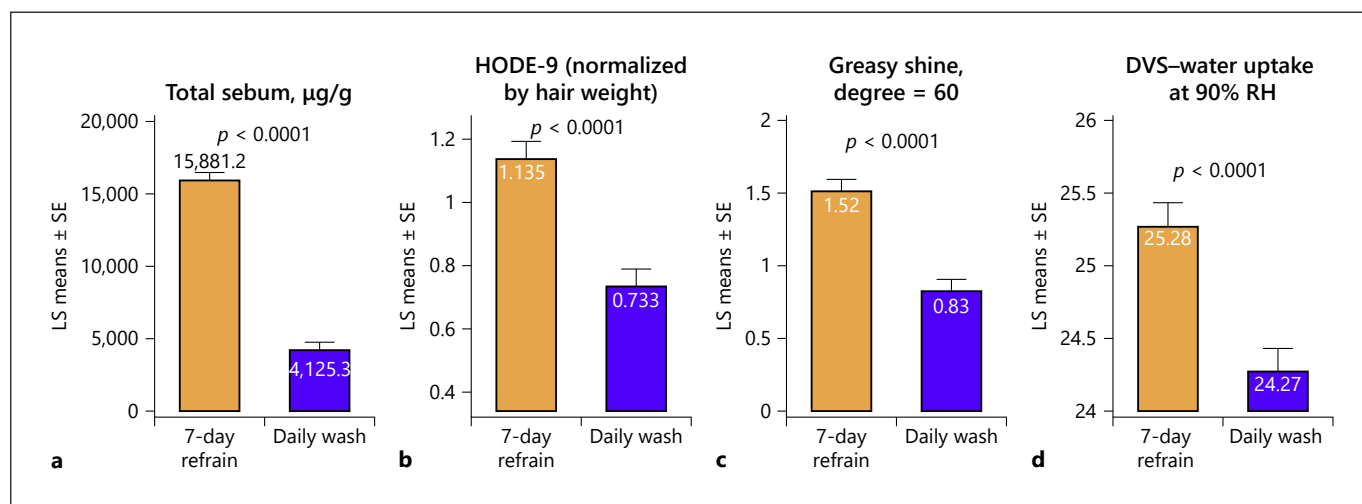 Total sebum, µg/g
LS means ± SE
20,000
15,000
10,000
5,000
0
p < 0.0001
15,881.2
4,125.3
7-day
refrain
Daily wash
a
HODE-9 (normalized
by hair weight)
LS means ± SE
1.2
1
0.8
0.6
0.4
p < 0.0001
1.135
0.733
7-day
refrain
Daily wash
b
Greasy shine,
degree = 60
LS means ± SE
2
1.5
1
0.5
0
p < 0.0001
1.52
0.83
7-day
refrain
Daily wash
c
DVS–water uptake
at 90% RH
LS means ± SE
26
25.5
25
24.5
24
p < 0.0001
25.28
24.27
7-day
refrain
Daily wash
d